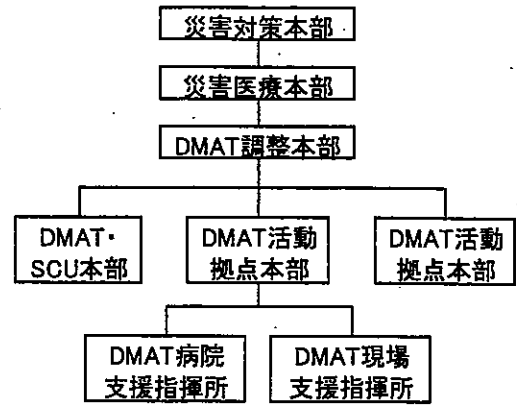 災害対策本部
災害医療本部
DMAT調整本部
DMAT・
SCU本部
DMAT活動
拠点本部
DMAT活動
拠点本部
DMAT病院
支援指揮所
DMAT現場
支援指揮所